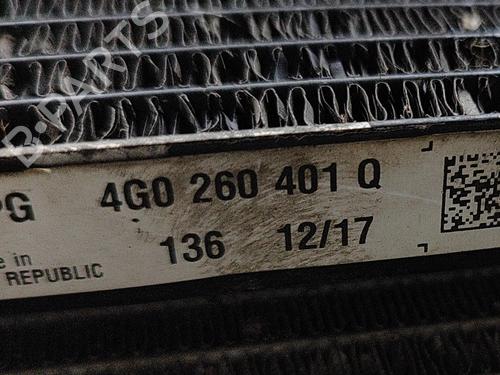 B-PARTS
PG 4G0 260 401 Q
136 12/17
e in
REPUBLIC